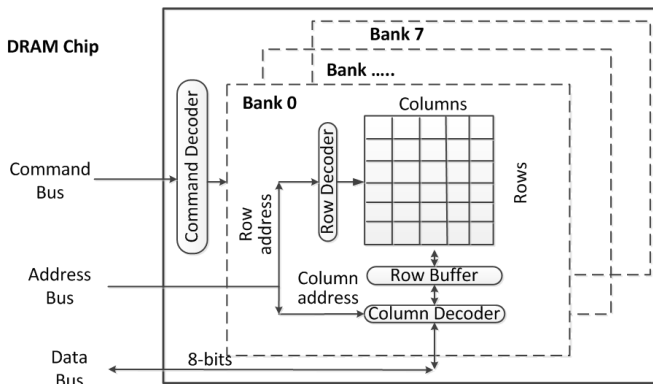 Bank 7
DRAM Chip
Bank .....
Bank 0
Columns
Command Decoder
Row Decoder
Command
Bus
Row
address
Rows
Row Buffer
Address
Bus
Column
address
Column Decoder
8-bits
Data
Bus